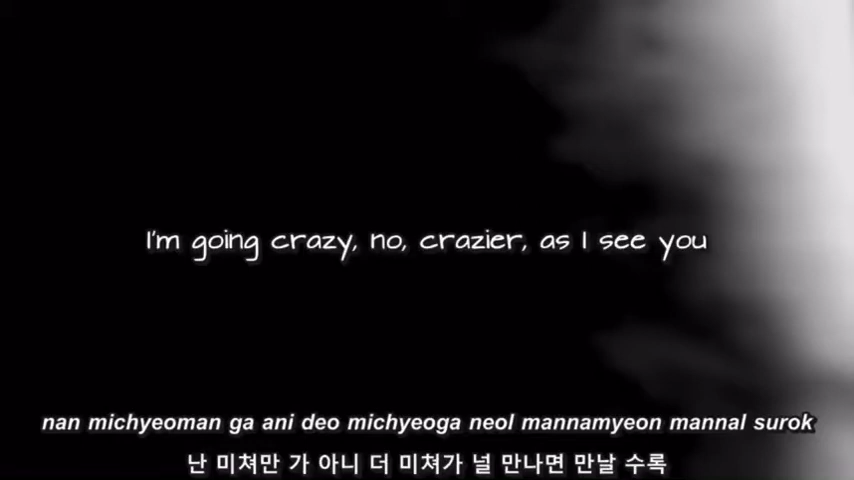 I'm going crazy, no, crazier, as I see you
nan michyeoman ga ani deo michyeoga neol mannamyeon mannal surok
난 미쳐만 가 아니 더 미쳐가 널 만나면 만날 수록